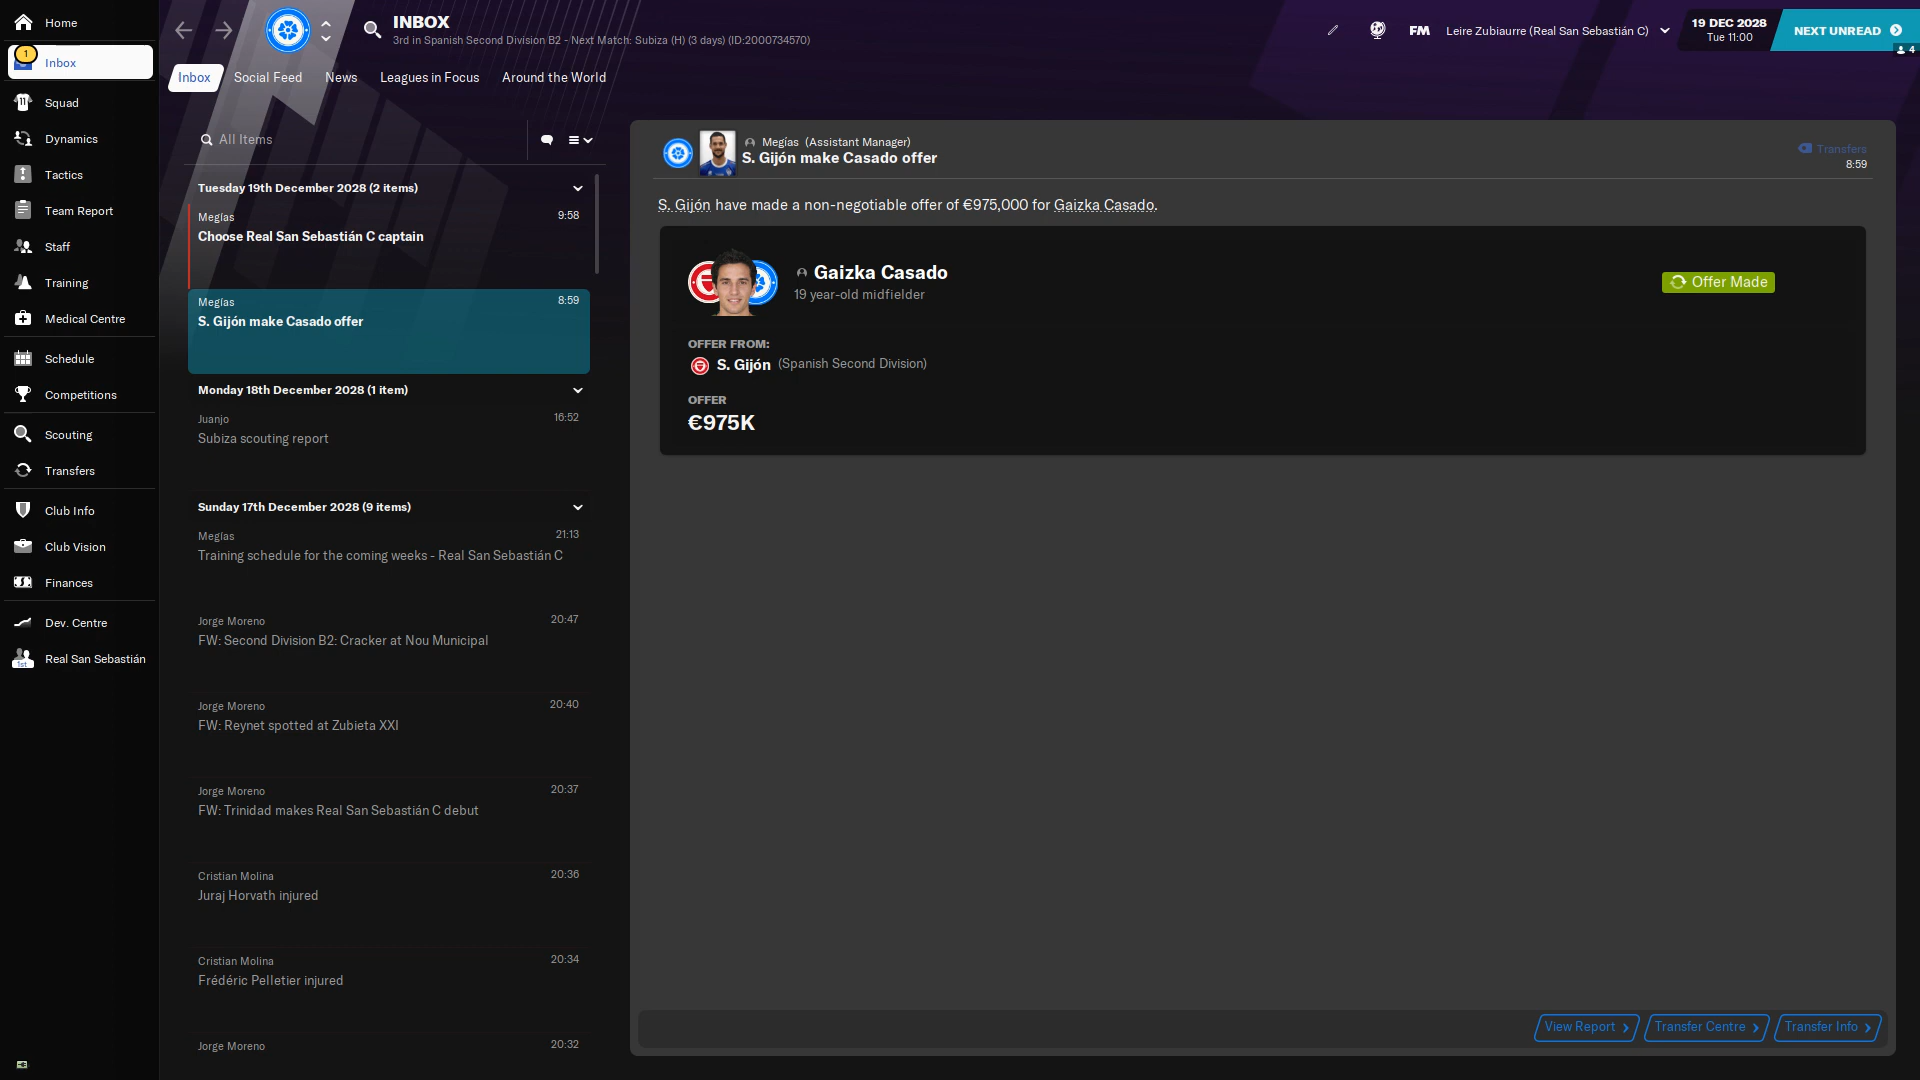 Home
1
Inbox
Squad
Dynamics
Tactics
Team Report
Staff
Training
Medical Centre
Schedule
Competitions
Scouting
Transfers
Club Info
Club Vision
Finances
Dev. Centre
1st
Real San Sebastián
INBOX
3rd in Spanish Second Division B2 - Next Match: Subiza (H) (3 days) (ID:2000734570)
FM
Leire Zubiaurre (Real San Sebastián C)
19 DEC 2028
Tue 11:00
NEXT UNREAD
4
Inbox
Social Feed
News
Leagues in Focus
Around the World
All Items
Tuesday 19th December 2028 (2 items)
Megías 9:58
Choose Real San Sebastián C captain
Megías 8:59
S. Gijón make Casado offer
Monday 18th December 2028 (1 item)
Juanjo 16:52
Subiza scouting report
Sunday 17th December 2028 (9 items)
Megías 21:13
Training schedule for the coming weeks - Real San Sebastián C
Jorge Moreno 20:47
FW: Second Division B2: Cracker at Nou Municipal
Jorge Moreno 20:40
FW: Reynet spotted at Zubieta XXI
Jorge Moreno 20:37
FW: Trinidad makes Real San Sebastián C debut
Cristian Molina 20:36
Juraj Horvath injured
Cristian Molina 20:34
Frédéric Pelletier injured
Jorge Moreno 20:32
Megías (Assistant Manager)
S. Gijón make Casado offer
Transfers
8:59
S. Gijón have made a non-negotiable offer of €975,000 for Gaizka Casado.
Gaizka Casado
19 year-old midfielder
Offer Made
OFFER FROM:
S. Gijón (Spanish Second Division)
OFFER
€975K
View Report
Transfer Centre
Transfer Info